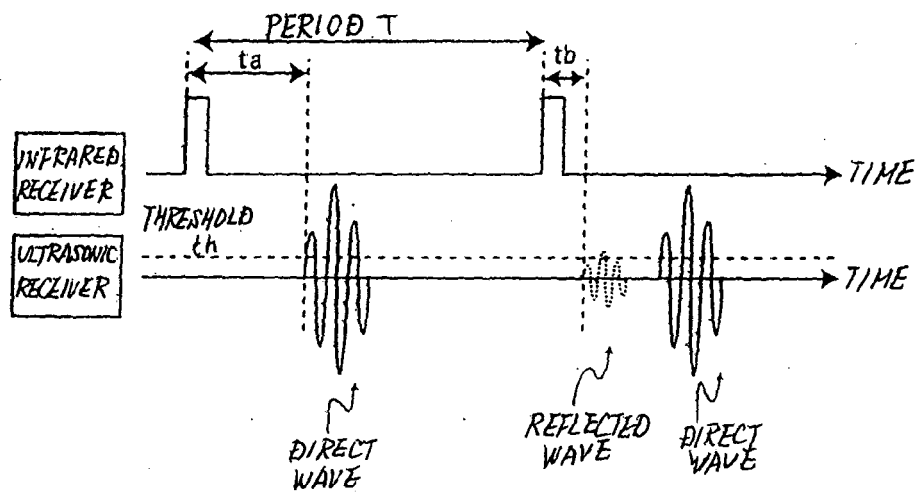 PERIOD T
ta
tb
INFRARED
RECEIVER
TIME
THRESHOLD
th
ULTRASONIC
RECEIVER
TIME
DIRECT
WAVE
REFLECTED
WAVE
DIRECT
WAVE